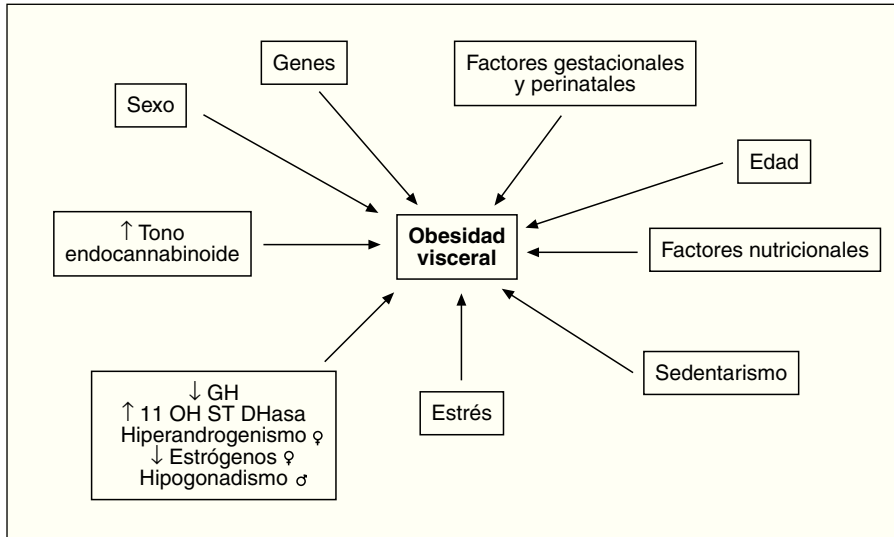 Genes
Factores gestacionales
y perinatales
Sexo
Edad
↑ Tono
endocannabinoide
Obesidad
visceral
Factores nutricionales
Sedentarismo
Estrés
↓ GH
↑ 11 OH ST DHasa
Hiperandrogenismo ♀
↓ Estrógenos ♀
Hipogonadismo ♂